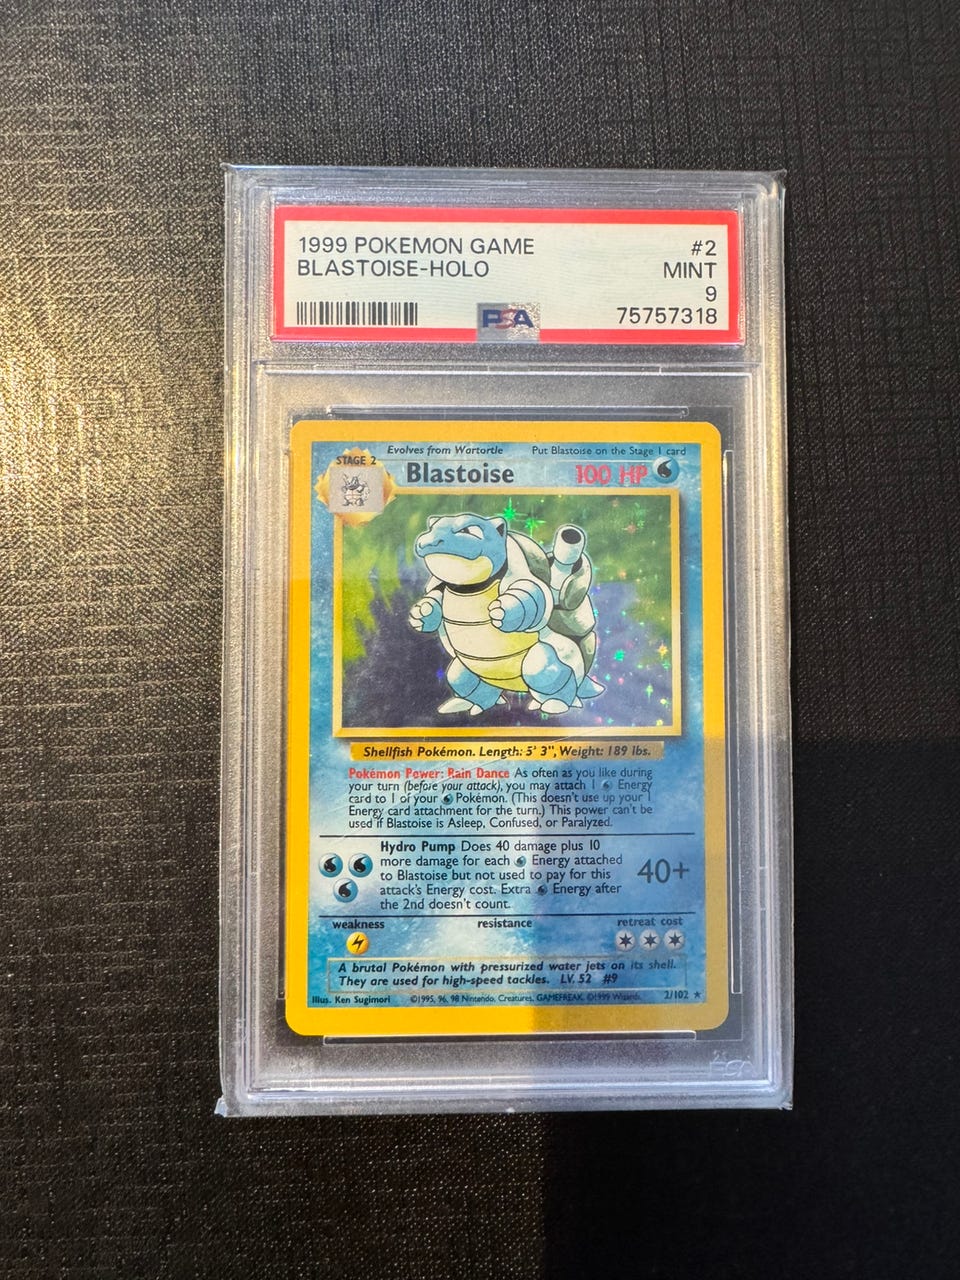 1999 POKEMON GAME #2
BLASTOISE-HOLO MINT
9
PSA 75757318
Evolves from Wartortle Put Blastoise on the Stage 1 card
STAGE 2
Blastoise 100 HP
Shellfish Pokémon. Length: 5' 3", Weight: 189 lbs.
Pokémon Power: Rain Dance As often as you like during
your turn (before your attack), you may attach 1 Energy
card to 1 of your Pokémon. (This doesn't use up your 1
Energy card attachment for the turn.) This power can't be
used if Blastoise is Asleep, Confused, or Paralyzed.
Hydro Pump Does 40 damage plus 10
more damage for each Energy attached
to Blastoise but not used to pay for this
attack's Energy cost. Extra Energy after
the 2nd doesn't count.
40+
weakness resistance retreat cost
A brutal Pokémon with pressurized water jets on its shell.
They are used for high-speed tackles. LV. 52 #9
Illus. Ken Sugimori ©1995, 96, 98 Nintendo, Creatures, GAMEFREAK. ©1999 Wizards. 2/102 ★